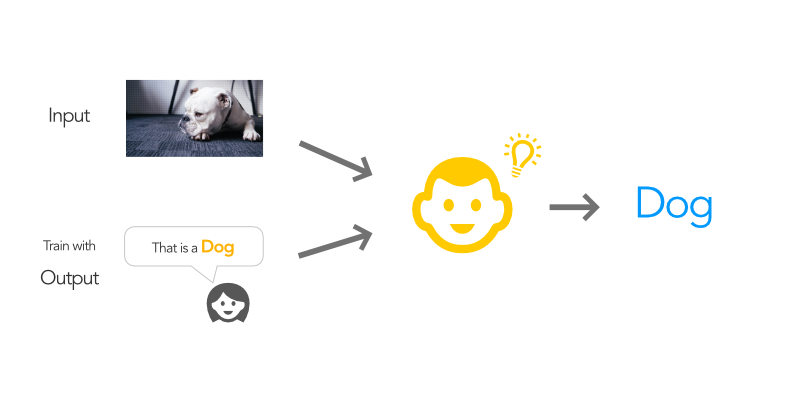 Input
Train with
Output
That is a Dog
Dog